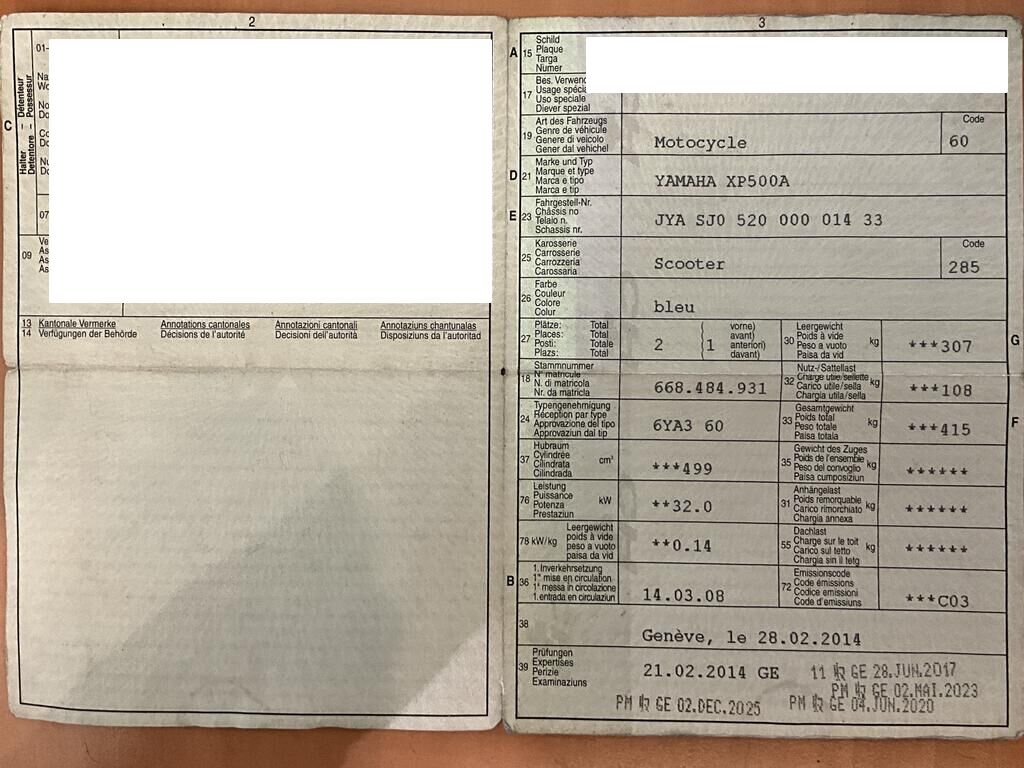 2
01-
Détenteur
Possessur
Halter
Detentore
C
07
09
13 Kantonale Vermerke
14 Verfügungen der Behörde
Annotations cantonales
Décisions de l'autorité
Annotazioni cantonali
Decisioni dell'autorità
Annotaziuns chantunalas
Disposiziuns da l'autoritad
3
A 15 Schild
Plaque
Targa
Numer
17 Bes. Verwend
Usage spécia
Uso speciale
Diever spezial
19 Art des Fahrzeugs
Genre de véhicule
Genere di veicolo
Gener dal vehichel
Motocycle
Code
60
D 21 Marke und Typ
Marque et type
Marca e tipo
Marca e tip
YAMAHA XP500A
E 23 Fahrgestell-Nr.
Châssis no
Telaio n.
Schassis nr.
JYA SJ0 520 000 014 33
25 Karosserie
Carrosserie
Carrozzeria
Carossaria
Scooter
Code
285
26 Farbe
Couleur
Colore
Colur
bleu
27 Plätze: Total
Places: Total
Posti: Totale
Plazs: Total
2 1
vorne)
avant)
anteriori)
davant)
G 30 Leergewicht
Poids à vuide
Peso a vuoto
Paisa da vid
kg
***307
18 Stammnummer
N° matricule
N. di matricola
Nr. da matricla
668.484.931
32 Nutz-/Sattellast
Charge utile/sellette
Carico utile/sella
Chargia utila/sella
kg
***108
24 Typengenehmigung
Réception par type
Approvazione del tipo
Approvaziun dal tip
6YA3 60
F 33 Gesamtgewicht
Poids total
Peso totale
Paisa totala
kg
***415
37 Hubraum
Cylindrée
Cilindrata
Cilindrada
cm³
***499
35 Gewicht des Zuges
Poids de l'ensemble
Peso del convoglio
Paisa cumposiziun
kg
******
76 Leistung
Puissance
Potenza
Prestaziun
kW
**32.0
31 Anhängelast
Poids remorquable
Carico rimorchiato
Chargia annexa
kg
******
78 kW/kg
Leergewicht
poids à vide
peso a vuoto
paisa da vid
**0.14
55 Dachlast
Charge sur le toit
Carico sul tetto
Chargia sin il tetg
kg
******
B 36 1. Inverkehrsetzung
1re mise en circulation
1a messa in circolazione
1. entrada en circulaziun
14.03.08
72 Emissionscode
Code émissions
Codice emissioni
Code d'emissiuns
***C03
38
Genève, le 28.02.2014
39 Prüfungen
Expertises
Perizie
Examinaziuns
21.02.2014 GE
11 GE 28.JUN.2017
PM GE 02.MAI.2023
PM GE 02.DEC.2025
PM GE 04.JUN.2020